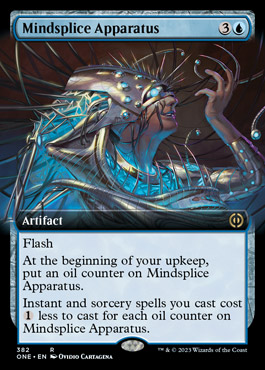 Mindsplice Apparatus 3
Artifact
Flash
At the beginning of your upkeep,
put an oil counter on Mindsplice
Apparatus.
Instant and sorcery spells you cast cost
1 less to cast for each oil counter on
Mindsplice Apparatus.
382 R
ONE • EN Ovidio Cartagena
™ & © 2023 Wizards of the Coast